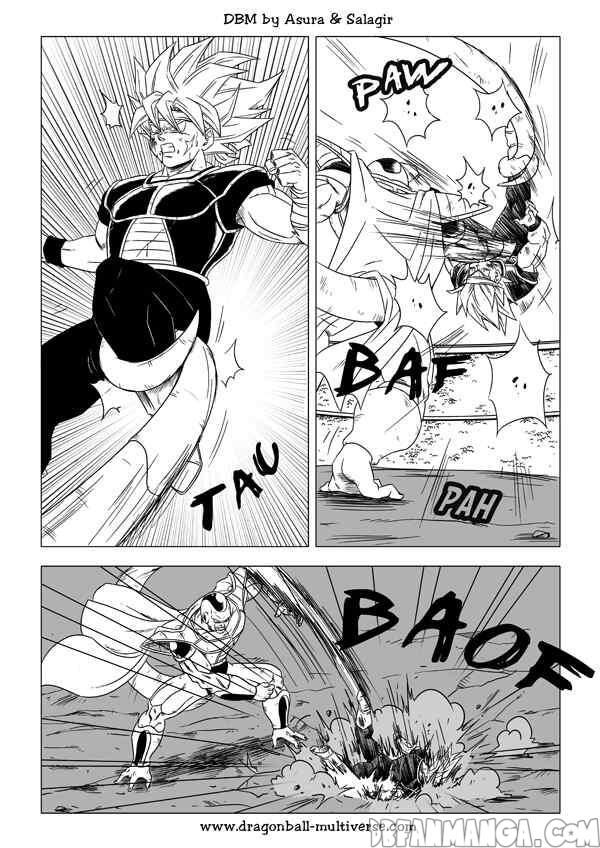 DBM by Asura & Salagir
PAW
BAF
TAU
PAH
BAOF
www.dragonball-multiverse.com
DBFANMANGA.COM